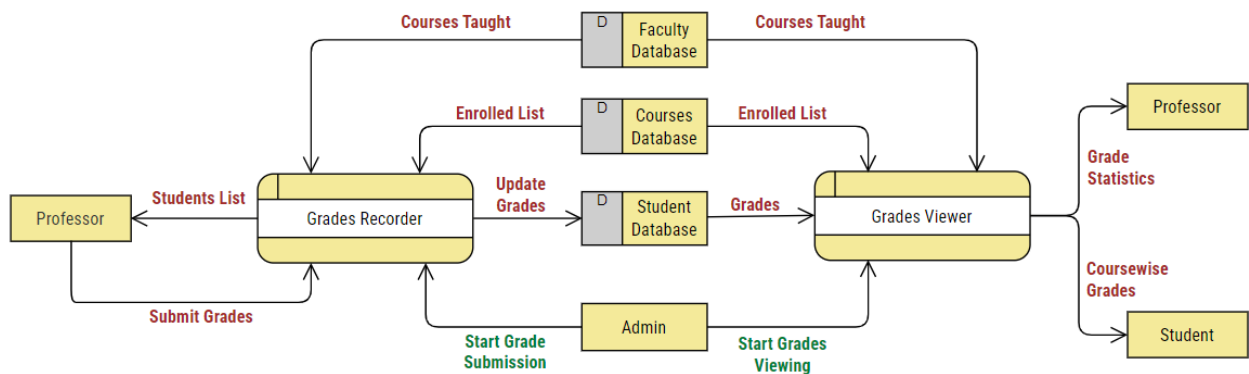 Courses Taught
D
Faculty
Database
Courses Taught
Enrolled List
D
Courses
Database
Enrolled List
Professor
Grade
Statistics
Students List
Professor
Grades Recorder
Update
Grades
D
Student
Database
Grades
Grades Viewer
Submit Grades
Coursewise
Grades
Admin
Start Grade
Submission
Start Grades
Viewing
Student